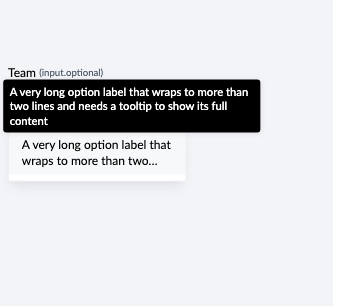 Team (input.optional)
A very long option label that wraps to more than
two lines and needs a tooltip to show its full
content
A very long option label that
wraps to more than two...